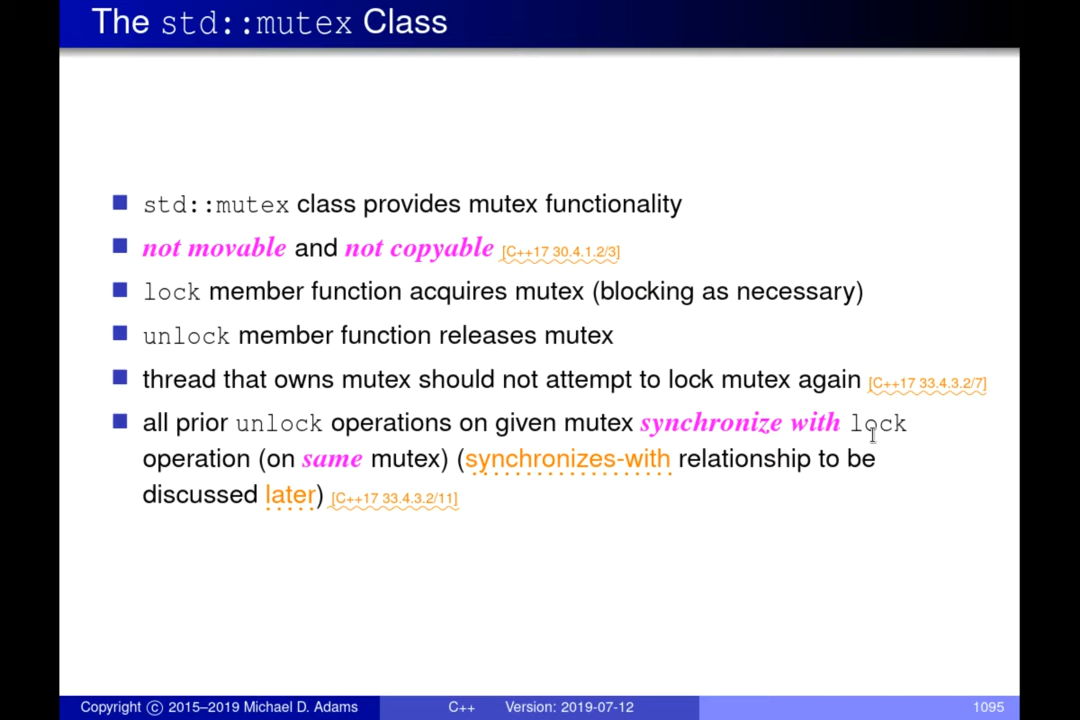 The std::mutex Class
std::mutex class provides mutex functionality
not movable and not copyable [C++17 30.4.1.2/3]
lock member function acquires mutex (blocking as necessary)
unlock member function releases mutex
thread that owns mutex should not attempt to lock mutex again [C++17 33.4.3.2/7]
all prior unlock operations on given mutex synchronize with lock
operation (on same mutex) (synchronizes-with relationship to be
discussed later) [C++17 33.4.3.2/11]
Copyright © 2015–2019 Michael D. Adams C++ Version: 2019-07-12 1095